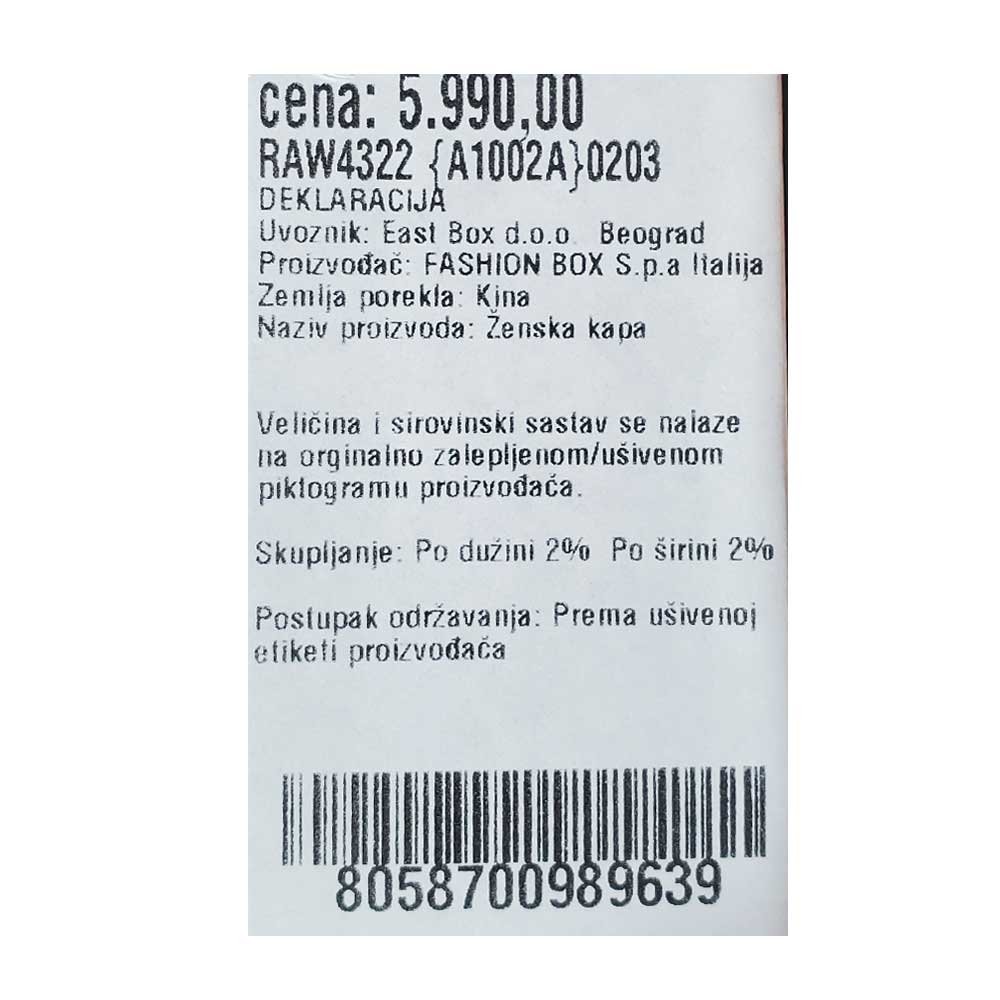 cena: 5.990,00
RAW4322 {A1002A}0203
DEKLARACIJA
Uvoznik: East Box d.o.o. Beograd
Proizvođač: FASHION BOX S.p.a Italija
Zemlja porekla: Kina
Naziv proizvoda: Ženska kapa
Veličina i sirovinski sastav se nalaze
na orginalno zalepljenom/ušivenom
piktogramu proizvođača.
Skupljanje: Po dužini 2% Po širini 2%
Postupak održavanja: Prema ušivenoj
etiketi proizvođača
8058700989639